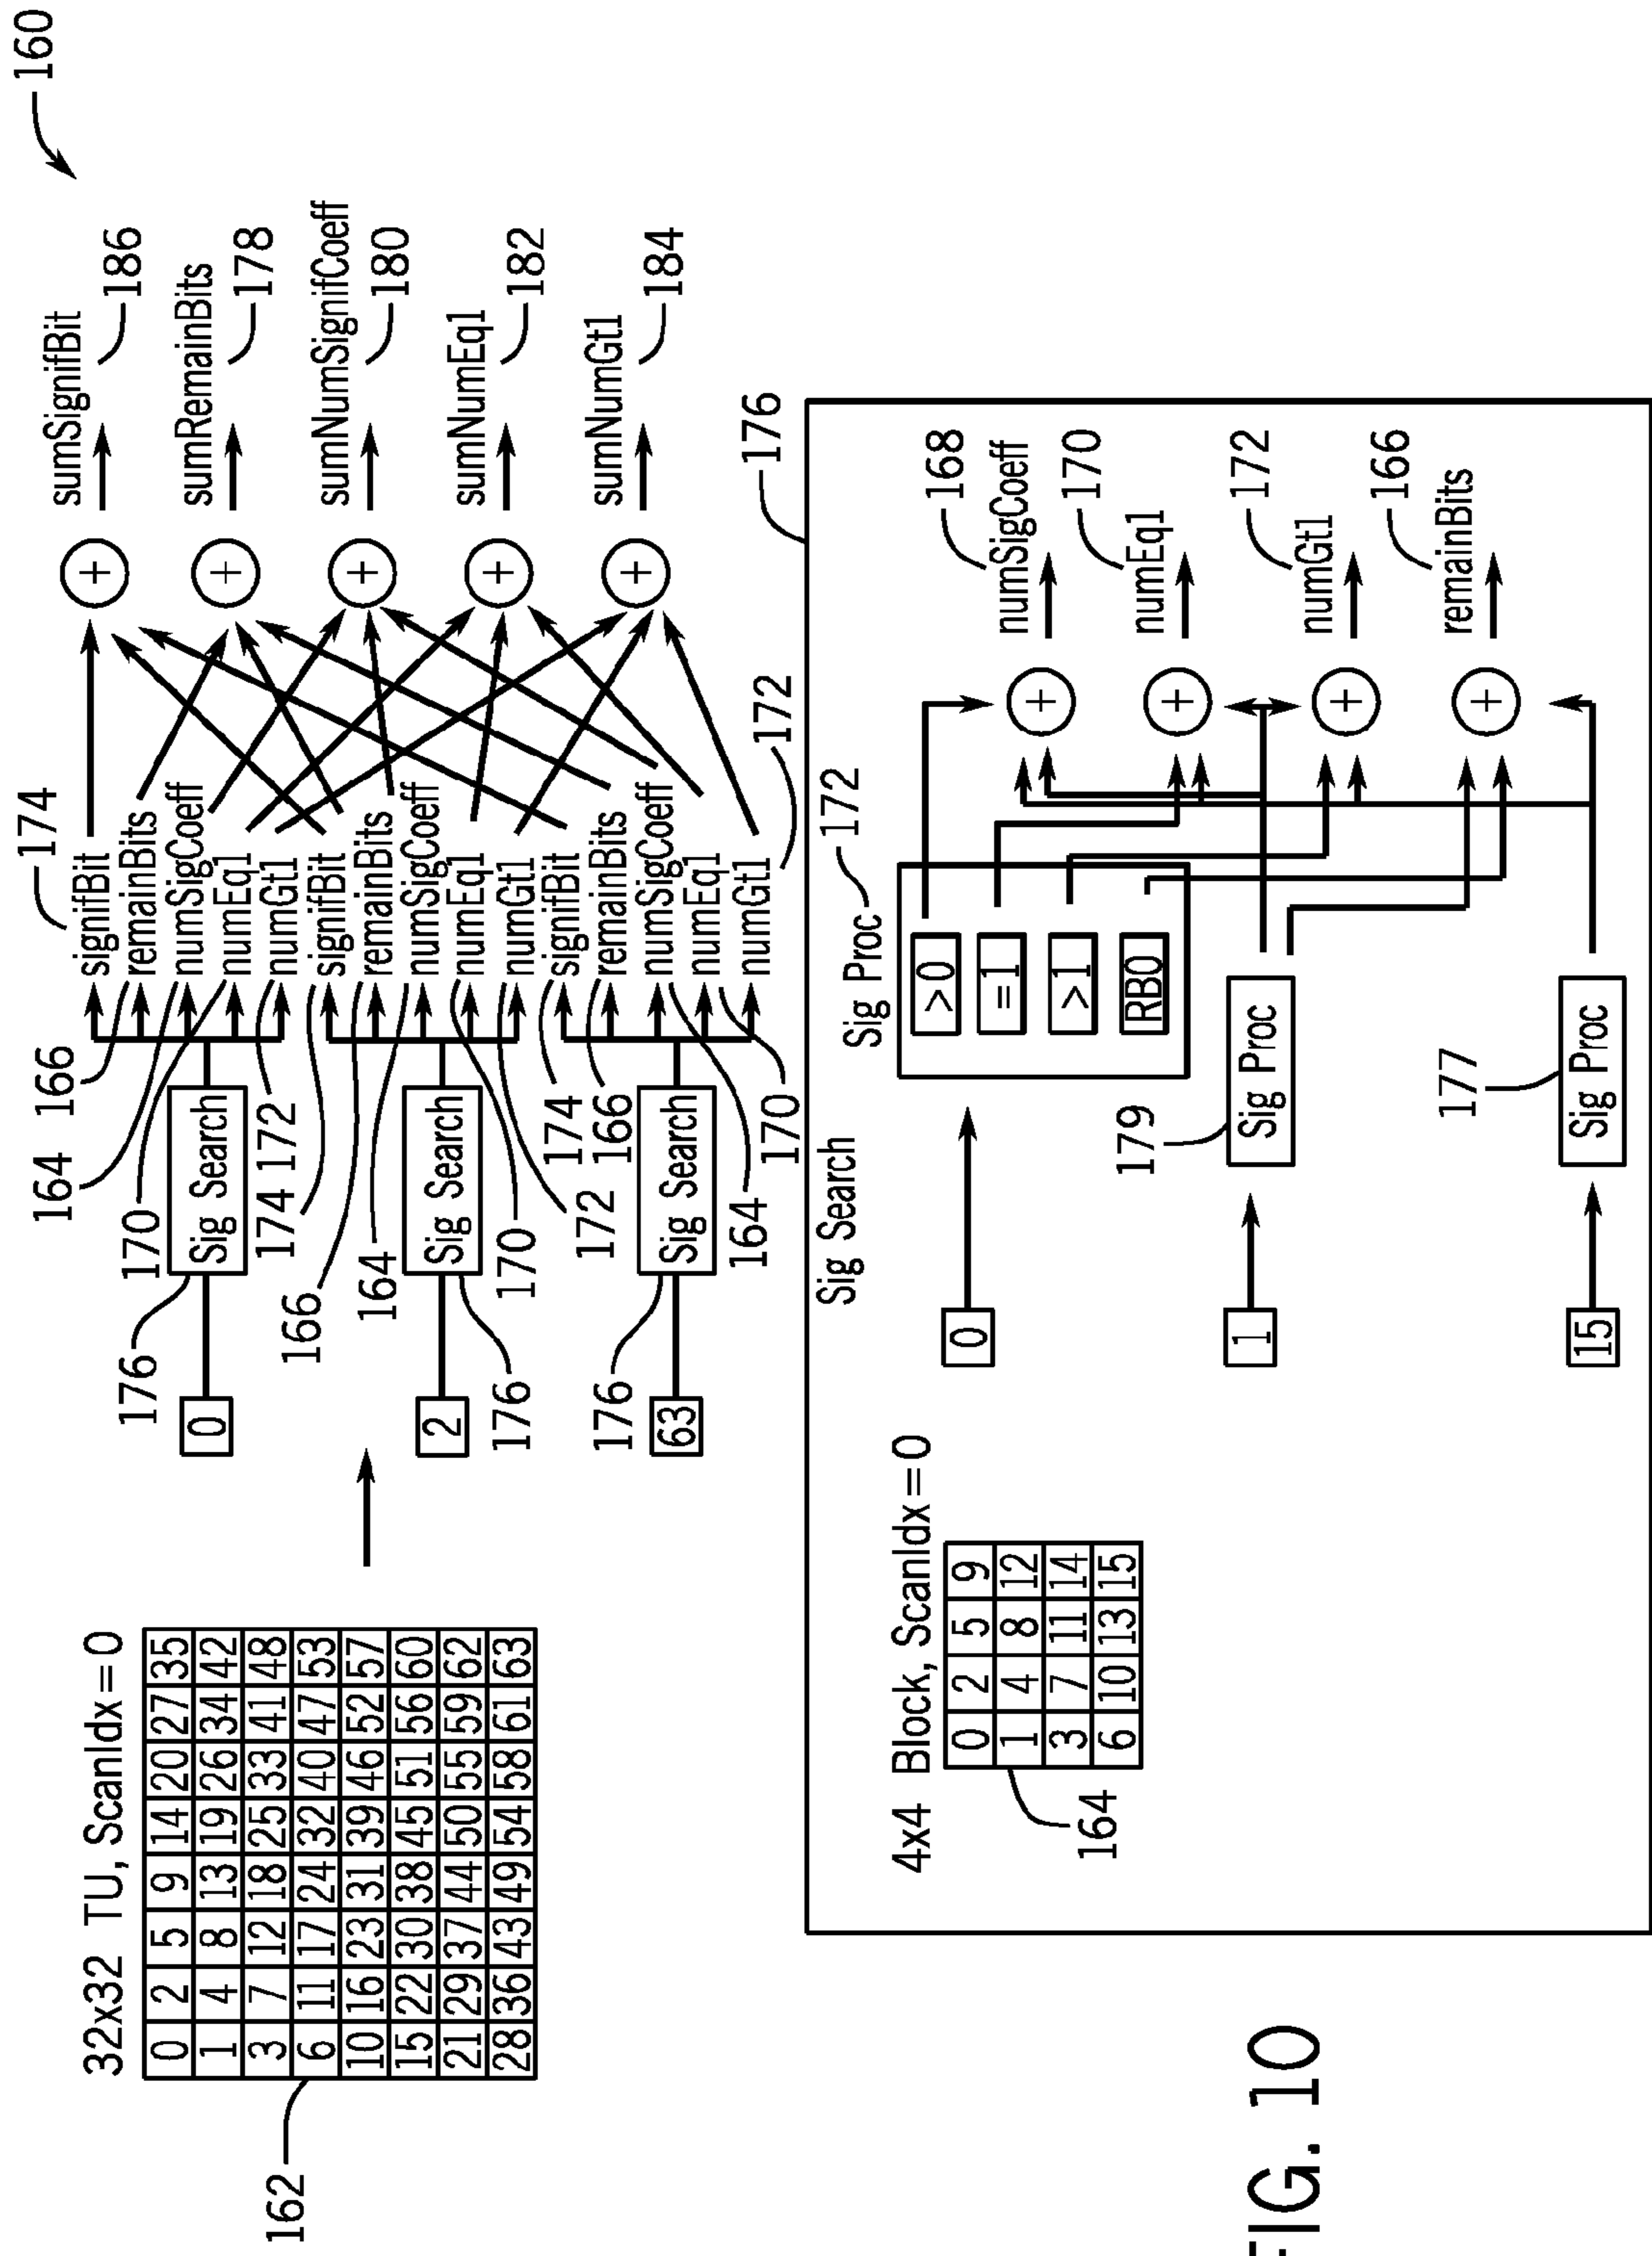 160
32x32 TU, ScanIdx=0
0 2 5 9 14 20 27 35
1 4 8 13 19 26 34 42
3 7 12 18 25 33 41 48
6 11 17 24 32 40 47 53
10 16 23 31 39 46 52 57
15 22 30 38 45 51 56 60
21 29 37 44 50 55 59 62
28 36 43 49 54 58 61 63
162
0
2
63
176
176
176
Sig Search
Sig Search
Sig Search
164
166
170
172
174
166
164
170
172
174
166
164
170
172
174
signifBit
remainBits
numSigCoeff
numEq1
numGt1
signifBit
remainBits
numSigCoeff
numEq1
numGt1
signifBit
remainBits
numSigCoeff
numEq1
numGt1
+
+
+
+
+
sumSignifBit
186
sumRemainBits
178
sumNumSignifCoeff
180
sumNumEq1
182
sumNumGt1
184
176
Sig Search
4x4 Block, ScanIdx=0
0 2 5 9
1 4 8 12
3 7 11 14
6 10 13 15
164
0
1
15
Sig Proc
172
>0
=1
>1
RB0
179
Sig Proc
177
Sig Proc
+
+
+
+
168
numSigCoeff
170
numEq1
172
numGt1
166
remainBits
FIG. 10